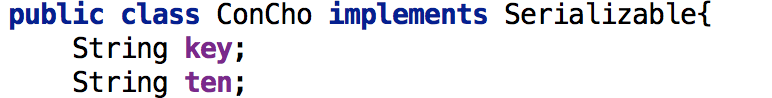 public class ConCho implements Serializable{
    String key;
    String ten;